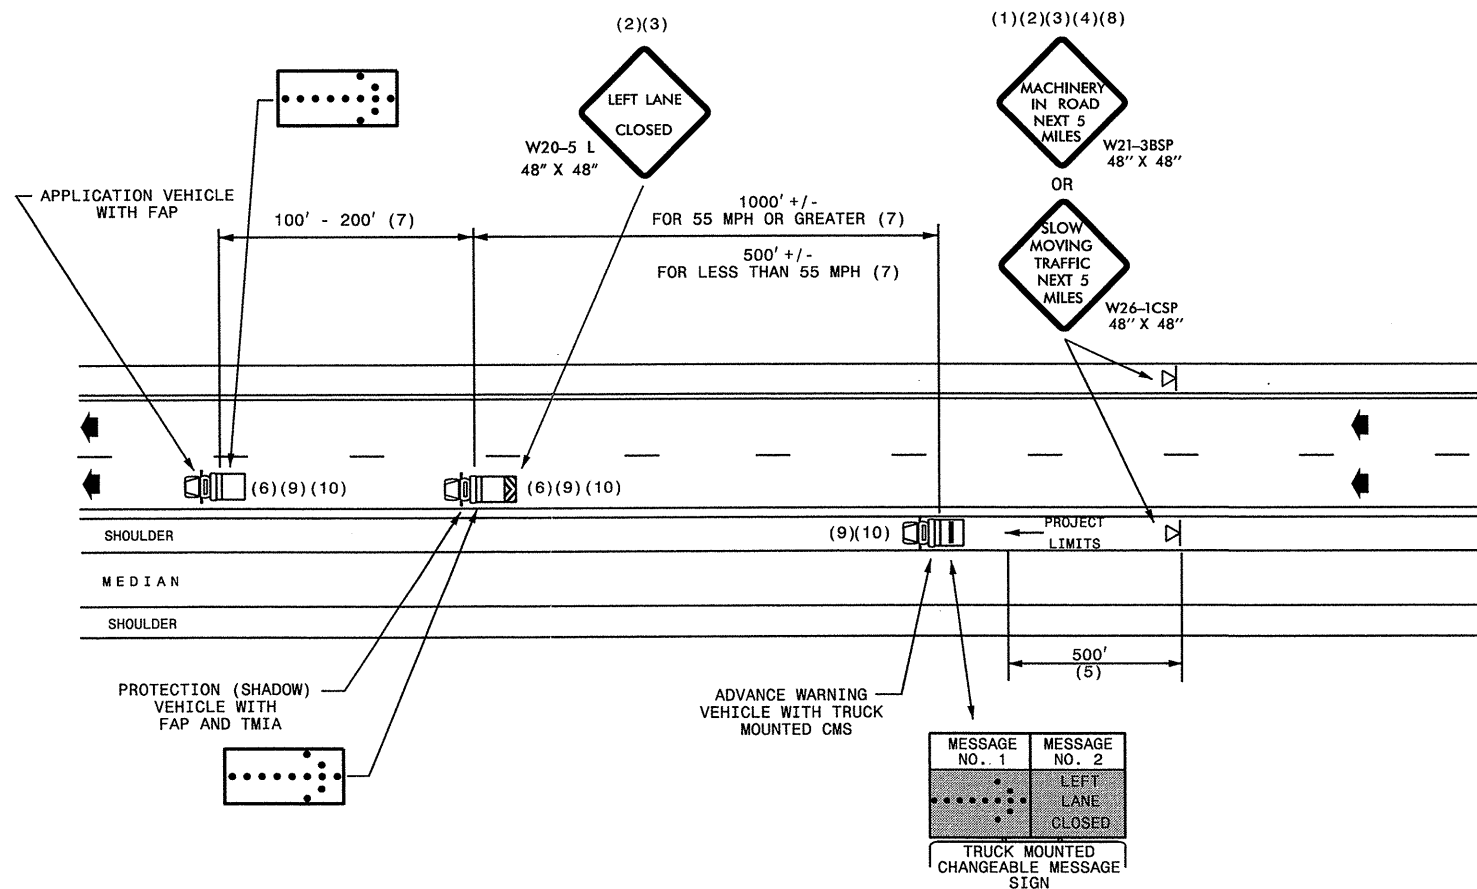 (2)(3)
(1)(2)(3)(4)(8)
LEFT LANE
CLOSED
W20-5 L
48" X 48"
MACHINERY
IN ROAD
NEXT 5
MILES
W21-3BSP
48" X 48"
OR
SLOW
MOVING
TRAFFIC
NEXT 5
MILES
W26-1CSP
48" X 48"
APPLICATION VEHICLE
WITH FAP
100' - 200' (7)
1000' +/-
FOR 55 MPH OR GREATER (7)
500' +/-
FOR LESS THAN 55 MPH (7)
(6)(9)(10)
(6)(9)(10)
(9)(10)
PROJECT
LIMITS
SHOULDER
MEDIAN
SHOULDER
500'
(5)
PROTECTION (SHADOW)
VEHICLE WITH
FAP AND TMIA
ADVANCE WARNING
VEHICLE WITH TRUCK
MOUNTED CMS
MESSAGE
NO. 1
MESSAGE
NO. 2
LEFT
LANE
CLOSED
TRUCK MOUNTED
CHANGEABLE MESSAGE
SIGN